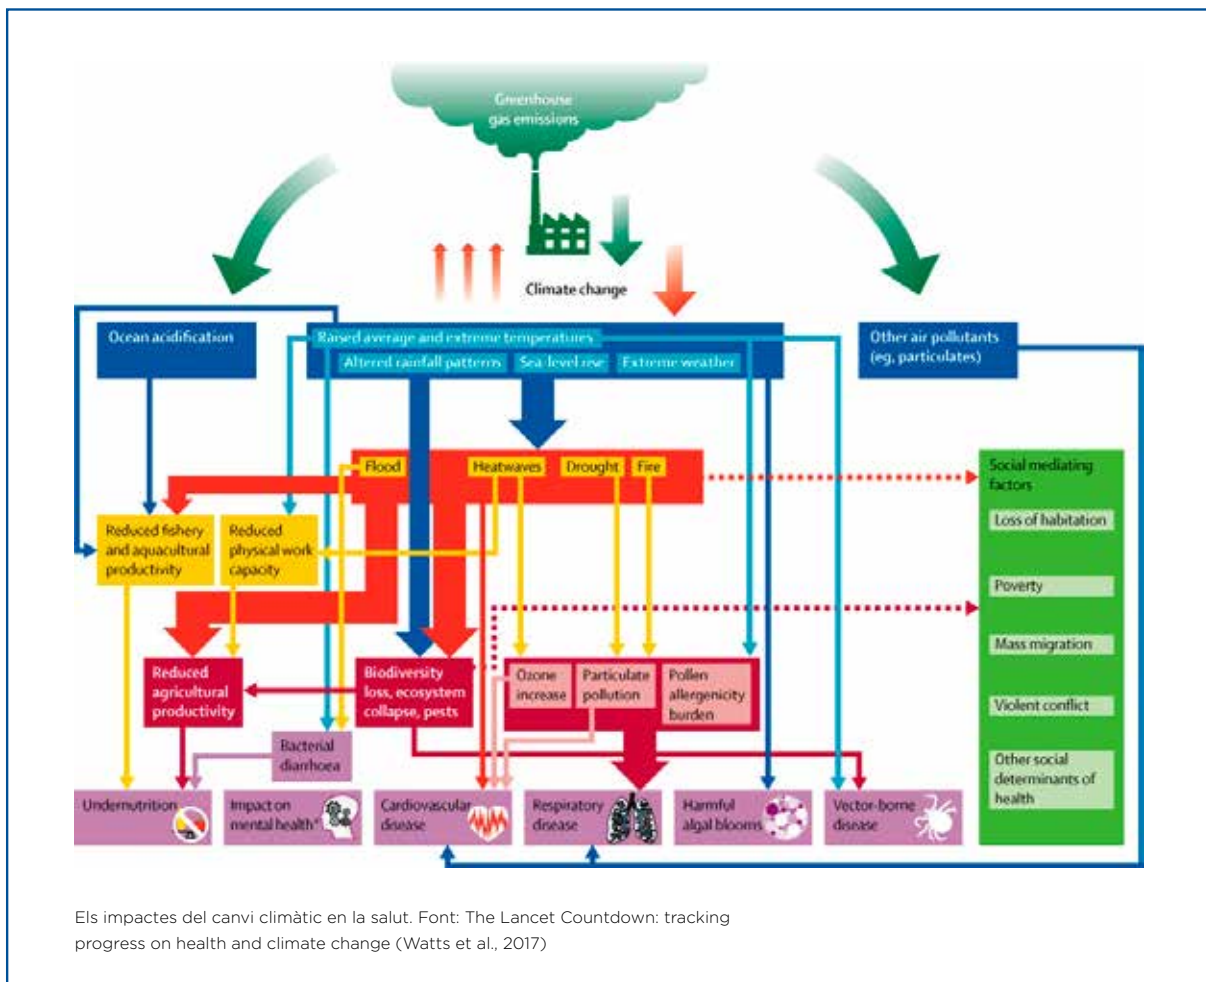 Greenhouse
gas emissions
Climate change
Ocean acidification
Raised average and extreme temperatures
Altered rainfall patterns
Sea-level rise
Extreme weather
Other air pollutants
(eg, particulates)
Flood
Heatwaves
Drought
Fire
Social mediating
factors
Loss of habitation
Poverty
Mass migration
Violent conflict
Other social
determinants of
health
Reduced fishery
and aquacultural
productivity
Reduced
physical work
capacity
Reduced
agricultural
productivity
Biodiversity
loss, ecosystem
collapse, pests
Ozone
increase
Particulate
pollution
Pollen
allergenicity
burden
Bacterial
diarrhoea
Undernutrition
Impact on
mental health*
Cardiovascular
disease
Respiratory
disease
Harmful
algal blooms
Vector-borne
disease
Els impactes del canvi climàtic en la salut. Font: The Lancet Countdown: tracking
progress on health and climate change (Watts et al., 2017)